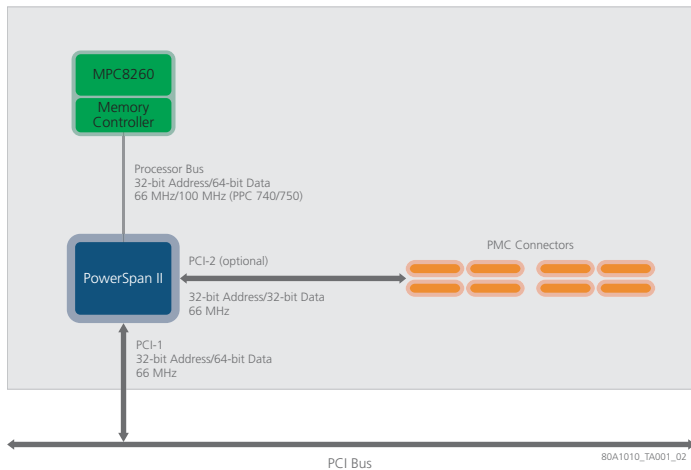 MPC8260
Memory
Controller
Processor Bus
32-bit Address/64-bit Data
66 MHz/100 MHz (PPC 740/750)
PowerSpan II
PCI-2 (optional)
32-bit Address/32-bit Data
66 MHz
PMC Connectors
PCI-1
32-bit Address/64-bit Data
66 MHz
PCI Bus
80A1010_TA001_02